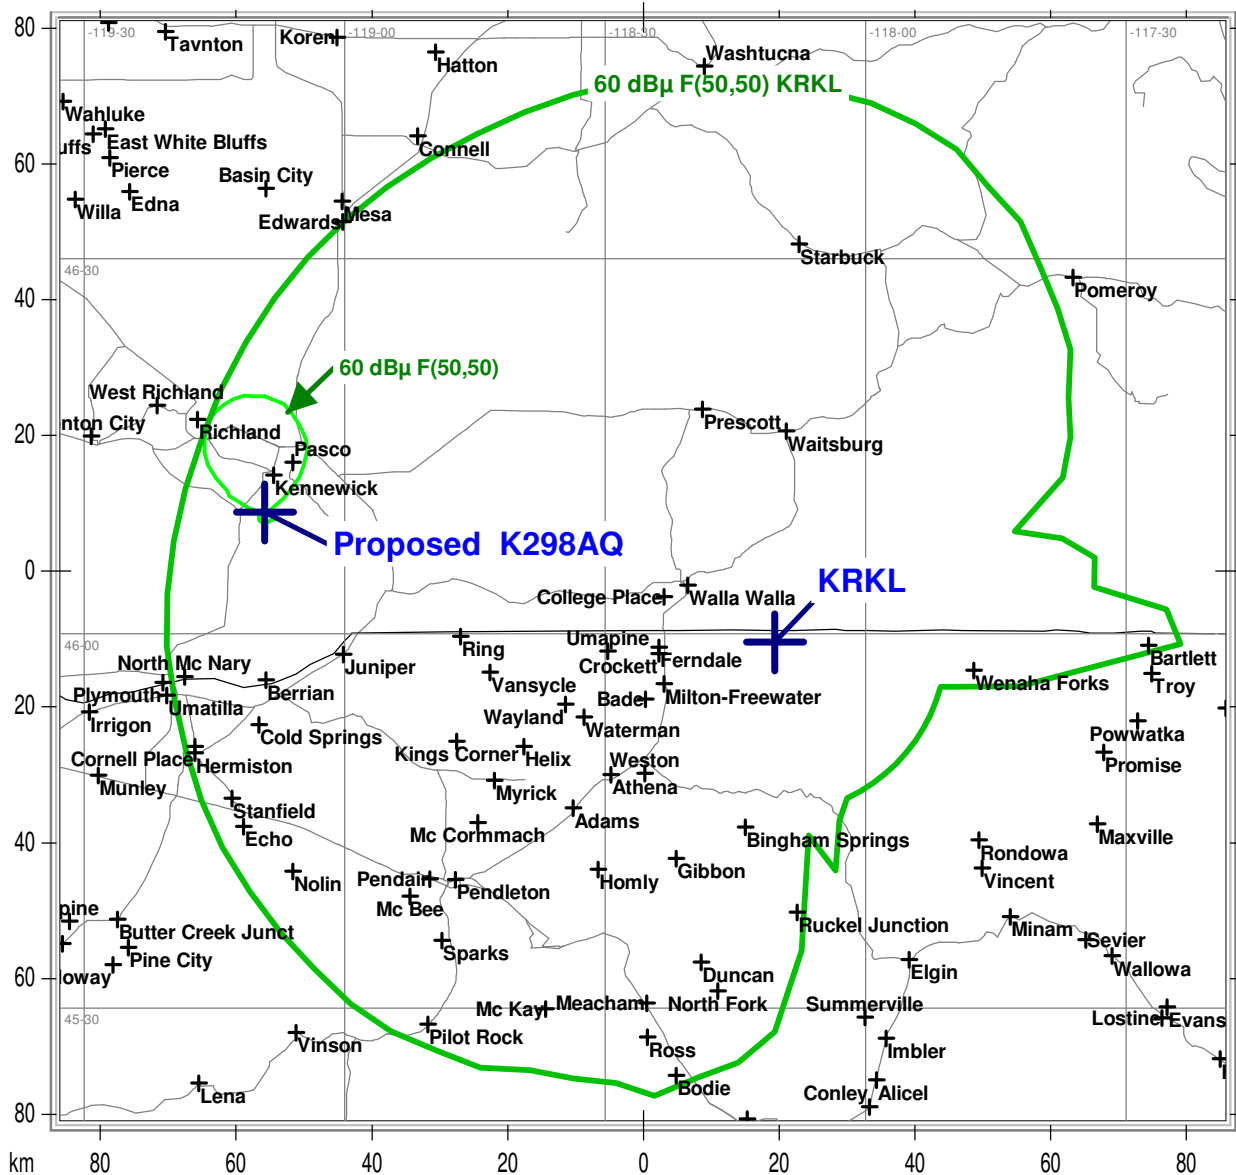 80
-119-30
-119-00
-118-30
-118-00
-117-30
Tavnton
Koren
Hatton
Washtucna
60 dBµ F(50,50) KRKL
Wahluke
uffs
East White Bluffs
Connell
60
Pierce
Basin City
Willa
Edna
Edwards
Mesa
Starbuck
46-30
Pomeroy
40
60 dBµ F(50,50)
West Richland
nton City
Richland
Prescott
20
Pasco
Waitsburg
Kennewick
Proposed K298AQ
0
KRKL
College Place
Walla Walla
46-00
Ring
Umapine
North Mc Nary
Juniper
Crockett
Ferndale
Bartlett
Plymouth
Berrian
Vansycle
Bade
Milton-Freewater
Wenaha Forks
Troy
20
Umatilla
Irrigon
Wayland
Cold Springs
Waterman
Powwatka
Cornell Place
Hermiston
Kings Corner
Helix
Weston
Promise
Munley
Myrick
Athena
Stanfield
Adams
Echo
Mc Cornmach
Bingham Springs
Maxville
40
Rondowa
Nolin
Pendair
Pendleton
Homly
Gibbon
Vincent
pine
Mc Bee
Butter Creek Junct
Ruckel Junction
Minam
Sevier
Pine City
Sparks
loway
Duncan
Elgin
Wallowa
60
Mc Kay
Meacham
North Fork
Summerville
45-30
Lostine
Evans
Vinson
Pilot Rock
Ross
Imbler
Lena
Bodie
Conley
Alicel
80
km
80
60
40
20
0
20
40
60
80